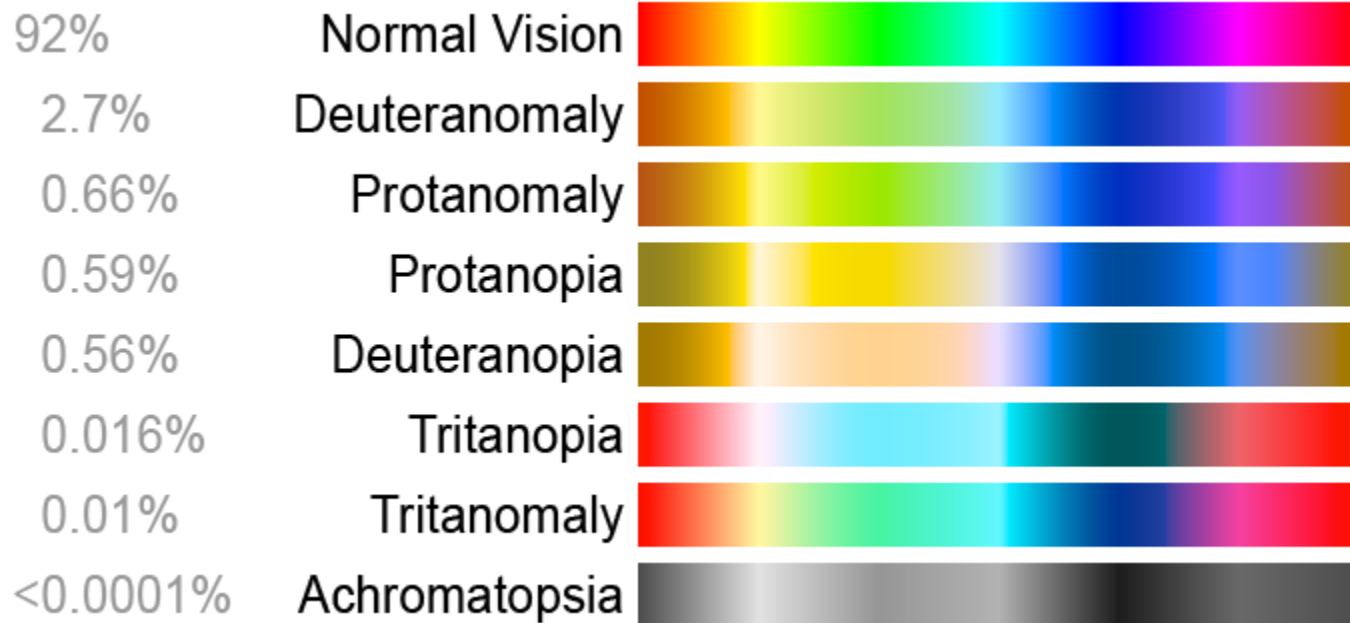 92% Normal Vision
2.7% Deuteranomaly
0.66% Protanomaly
0.59% Protanopia
0.56% Deuteranopia
0.016% Tritanopia
0.01% Tritanomaly
<0.0001% Achromatopsia